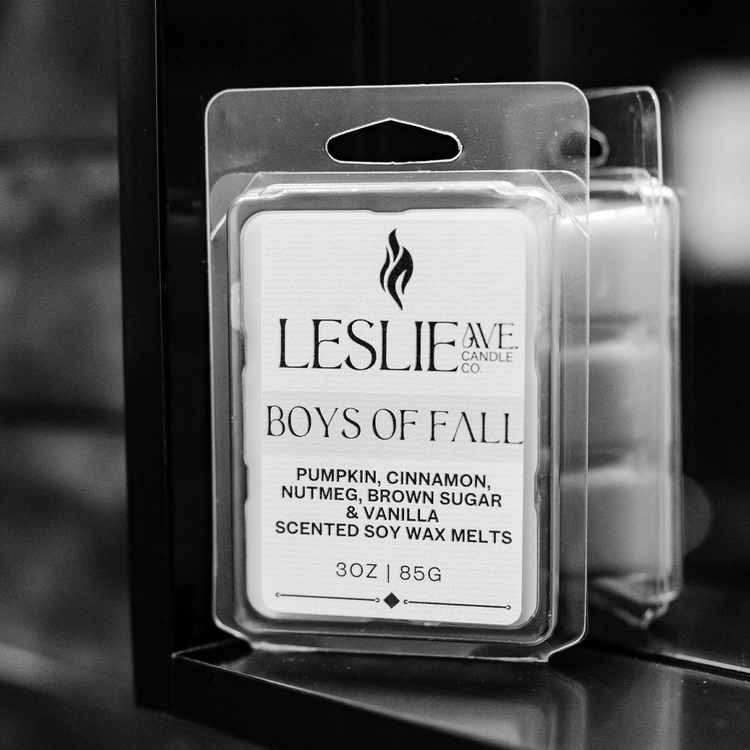 LESLIE AVE.
CANDLE
CO.
BOYS OF FALL
PUMPKIN, CINNAMON,
NUTMEG, BROWN SUGAR
& VANILLA
SCENTED SOY WAX MELTS
3OZ | 85G